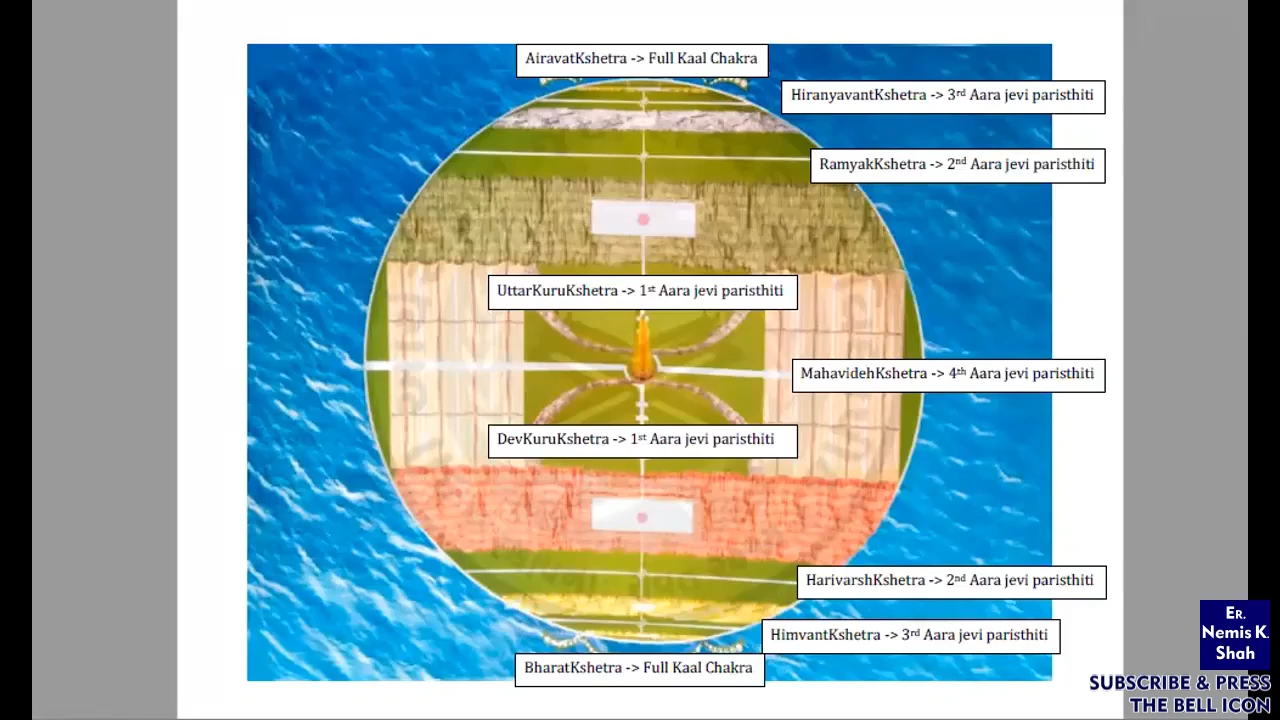 AiravatKshetra -> Full Kaal Chakra
HiranyavantKshetra -> 3rd Aara jevi paristhiti
RamyakKshetra -> 2nd Aara jevi paristhiti
UttarKuruKshetra -> 1st Aara jevi paristhiti
MahavidehKshetra -> 4th Aara jevi paristhiti
DevKuruKshetra -> 1st Aara jevi paristhiti
HarivarshKshetra -> 2nd Aara jevi paristhiti
HimvantKshetra -> 3rd Aara jevi paristhiti
BharatKshetra -> Full Kaal Chakra
ER.
Nemis K.
Shah
SUBSCRIBE & PRESS
THE BELL ICON